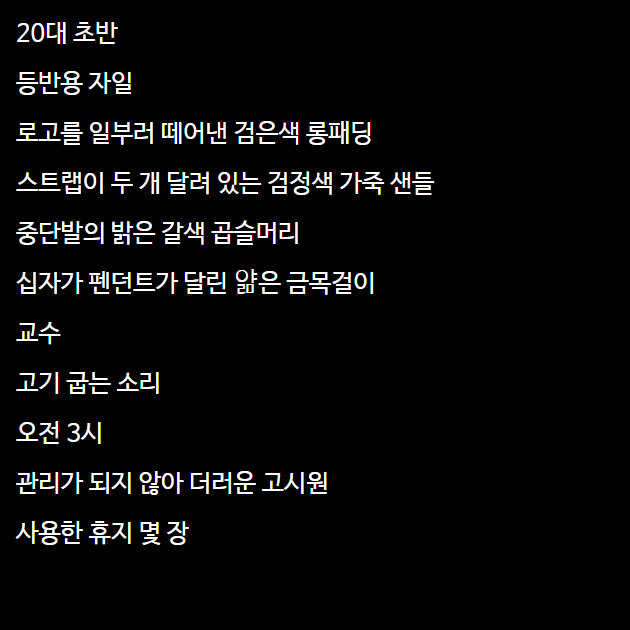 20대 초반
등반용 자일
로고를 일부러 떼어낸 검은색 롱패딩
스트랩이 두 개 달려 있는 검정색 가죽 샌들
중단발의 밝은 갈색 곱슬머리
십자가 펜던트가 달린 얇은 금목걸이
교수
고기 굽는 소리
오전 3시
관리가 되지 않아 더러운 고시원
사용한 휴지 몇 장